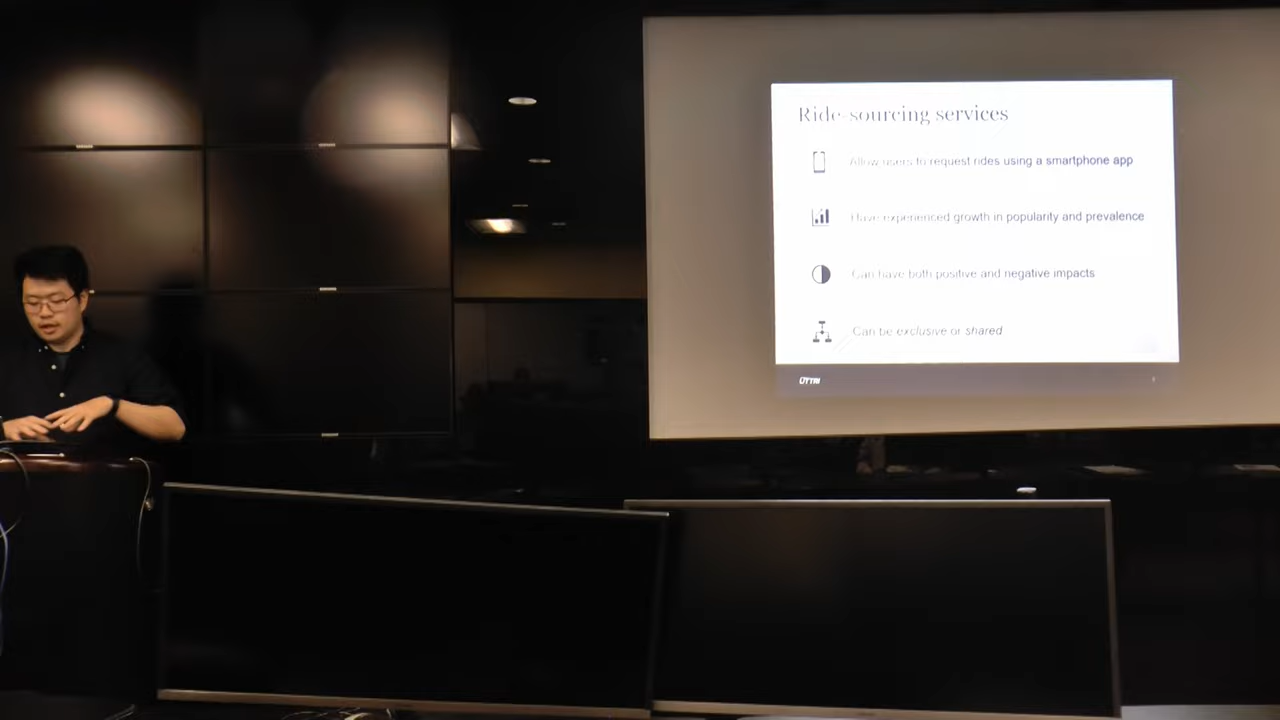 Ride-sourcing services
Allow users to request rides using a smartphone app
Have experienced growth in popularity and prevalence
Can have both positive and negative impacts
Can be exclusive or shared
UTTRI